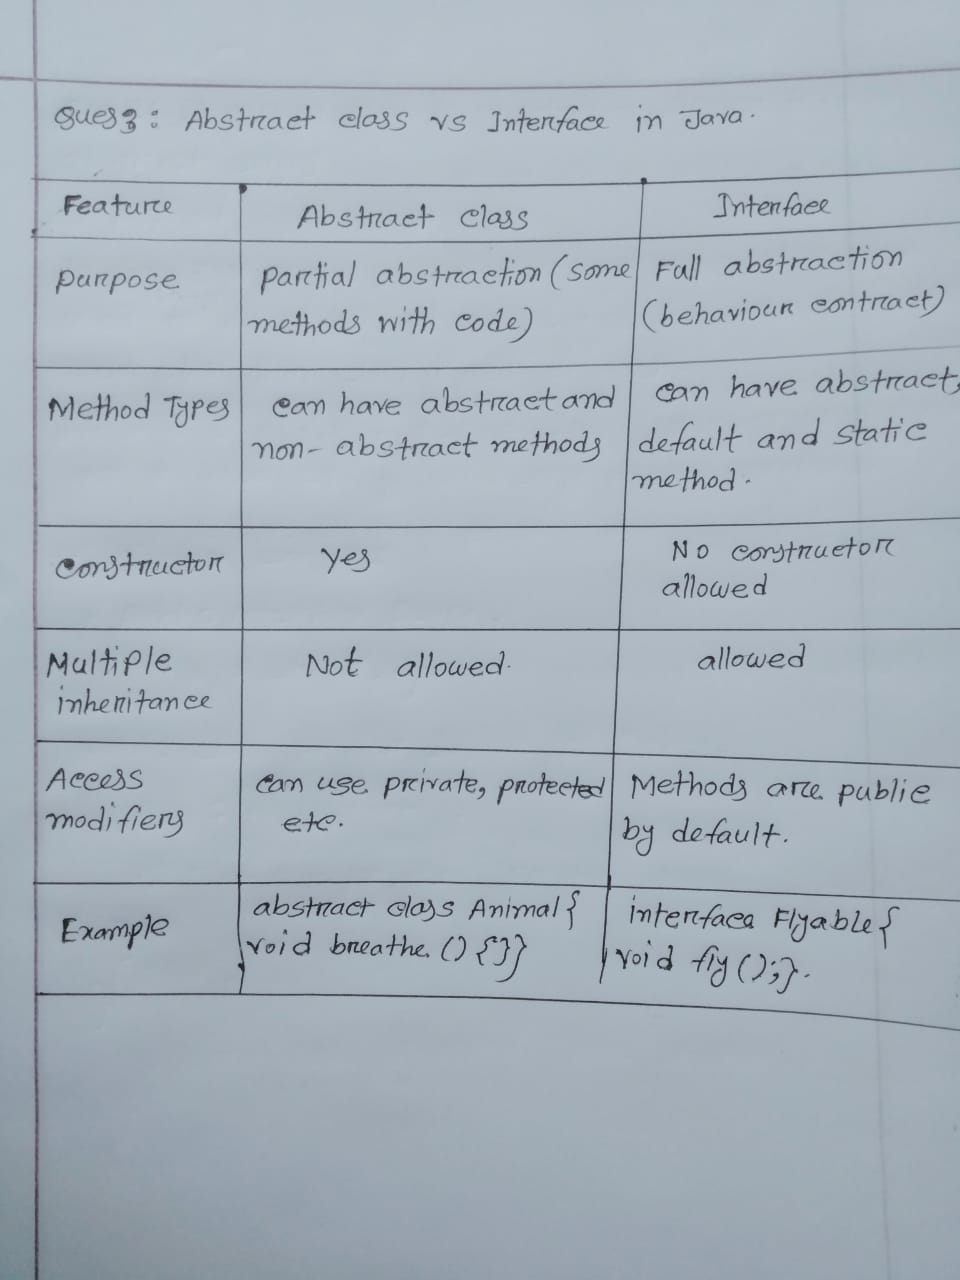 Ques 3: Abstract class vs Interface in Java.
Feature
Abstract class
Interface
purpose
partial abstraction (some
methods with code)
Full abstraction
(behaviour contract)
Method Types
can have abstract and
non-abstract methods
can have abstract,
default and static
method.
constructor
Yes
No constructor
allowed
Multiple
inheritance
Not allowed.
allowed
Access
modifiers
can use private, protected
etc.
Methods are public
by default.
Example
abstract class Animal {
void breathe () {}}
interface Flyable {
void fly ();}.